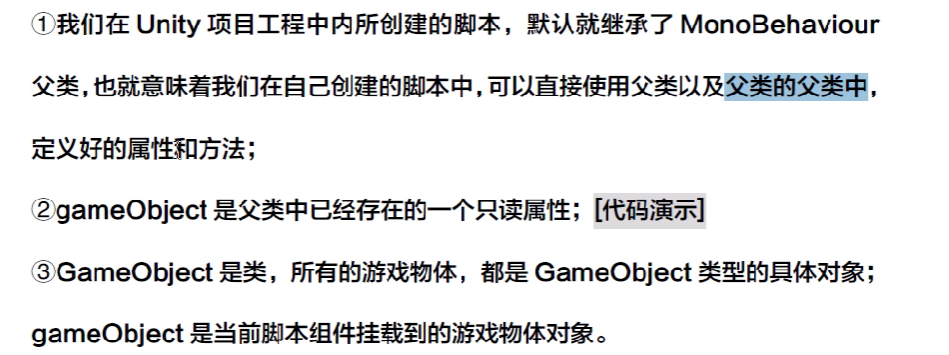 ①我们在 Unity 项目工程中内所创建的脚本，默认就继承了 MonoBehaviour
父类，也就意味着我们在自己创建的脚本中，可以直接使用父类以及父类的父类中，
定义好的属性和方法；
②gameObject 是父类中已经存在的一个只读属性；[代码演示]
③GameObject 是类，所有的游戏物体，都是 GameObject 类型的具体对象；
gameObject 是当前脚本组件挂载到的游戏物体对象。